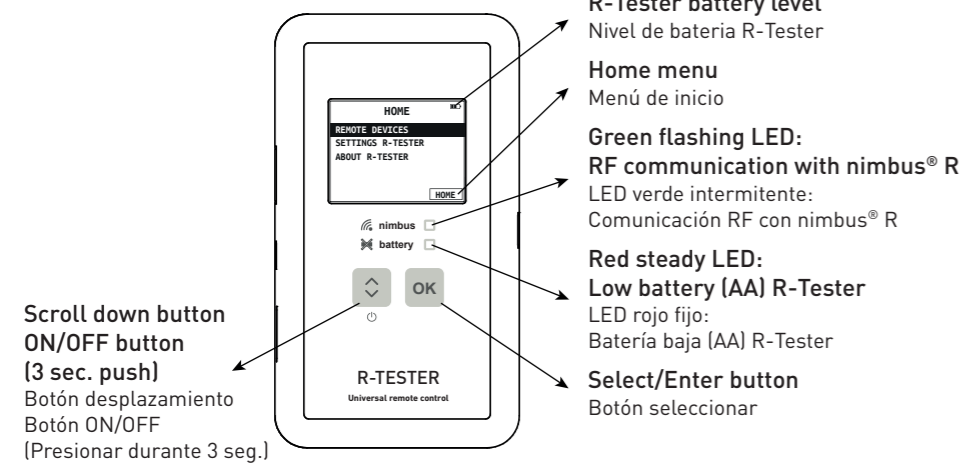 R-Tester battery level
Nivel de bateria R-Tester
Home menu
Menú de inicio
Green flashing LED:
RF communication with nimbus® R
LED verde intermitente:
Comunicación RF con nimbus® R
Red steady LED:
Low battery (AA) R-Tester
LED rojo fijo:
Batería baja (AA) R-Tester
Select/Enter button
Botón seleccionar
HOME
REMOTE DEVICES
SETTINGS R-TESTER
ABOUT R-TESTER
HOME
nimbus
battery
OK
R-TESTER
Universal remote control
Scroll down button
ON/OFF button
(3 sec. push)
Botón desplazamiento
Botón ON/OFF
(Presionar durante 3 seg.)